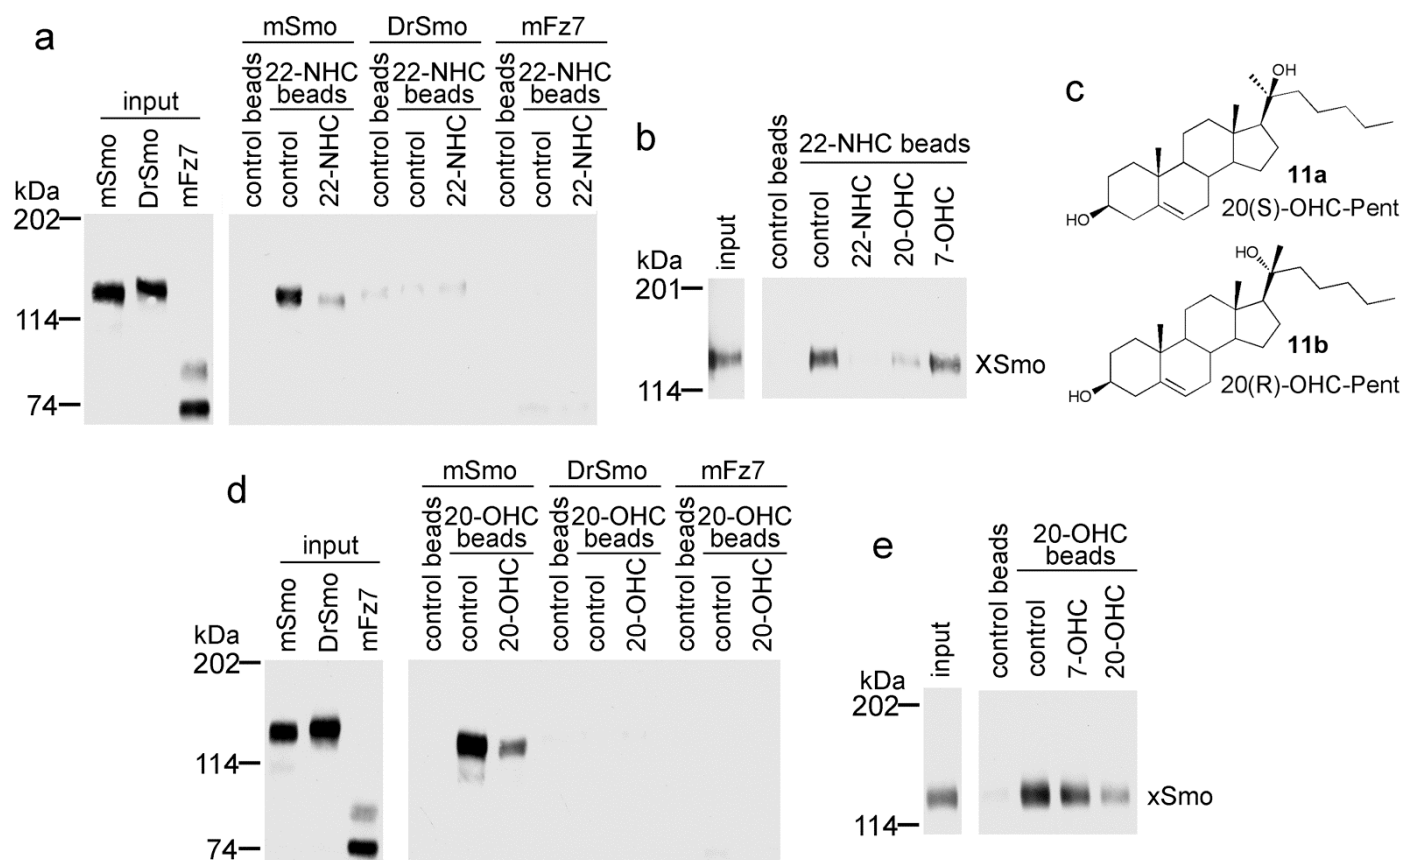 a
mSmo DrSmo mFz7
control beads 22-NHC beads control 22-NHC
control beads 22-NHC beads control 22-NHC
control beads 22-NHC beads control 22-NHC
input
mSmo DrSmo mFz7
kDa
202
114
74
b
22-NHC beads
input control beads control 22-NHC 20-OHC 7-OHC
kDa
201
XSmo
114
c
OH
HO
11a
20(S)-OHC-Pent
HO
HO
11b
20(R)-OHC-Pent
d
mSmo DrSmo mFz7
control beads 20-OHC beads control 20-OHC
control beads 20-OHC beads control 20-OHC
control beads 20-OHC beads control 20-OHC
input
mSmo DrSmo mFz7
kDa
202
114
74
e
20-OHC
beads
input control beads control 7-OHC 20-OHC
kDa
202
xSmo
114